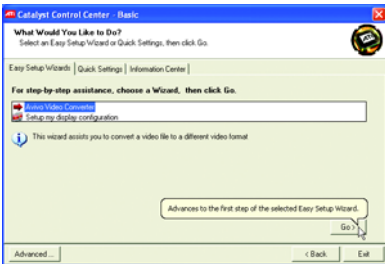 ATI Catalyst Control Center - Basic
What Would You Like to Do?
Select an Easy Setup Wizard or Quick Settings, then click Go.
ATI
Easy Setup Wizards
Quick Settings
Information Center
For step-by-step assistance, choose a Wizard, then click Go.
Avivo Video Converter
Setup my display configuration
This wizard assists you to convert a video file to a different video format
Advances to the first step of the selected Easy Setup Wizard.
Go >
Advanced...
< Back
Exit